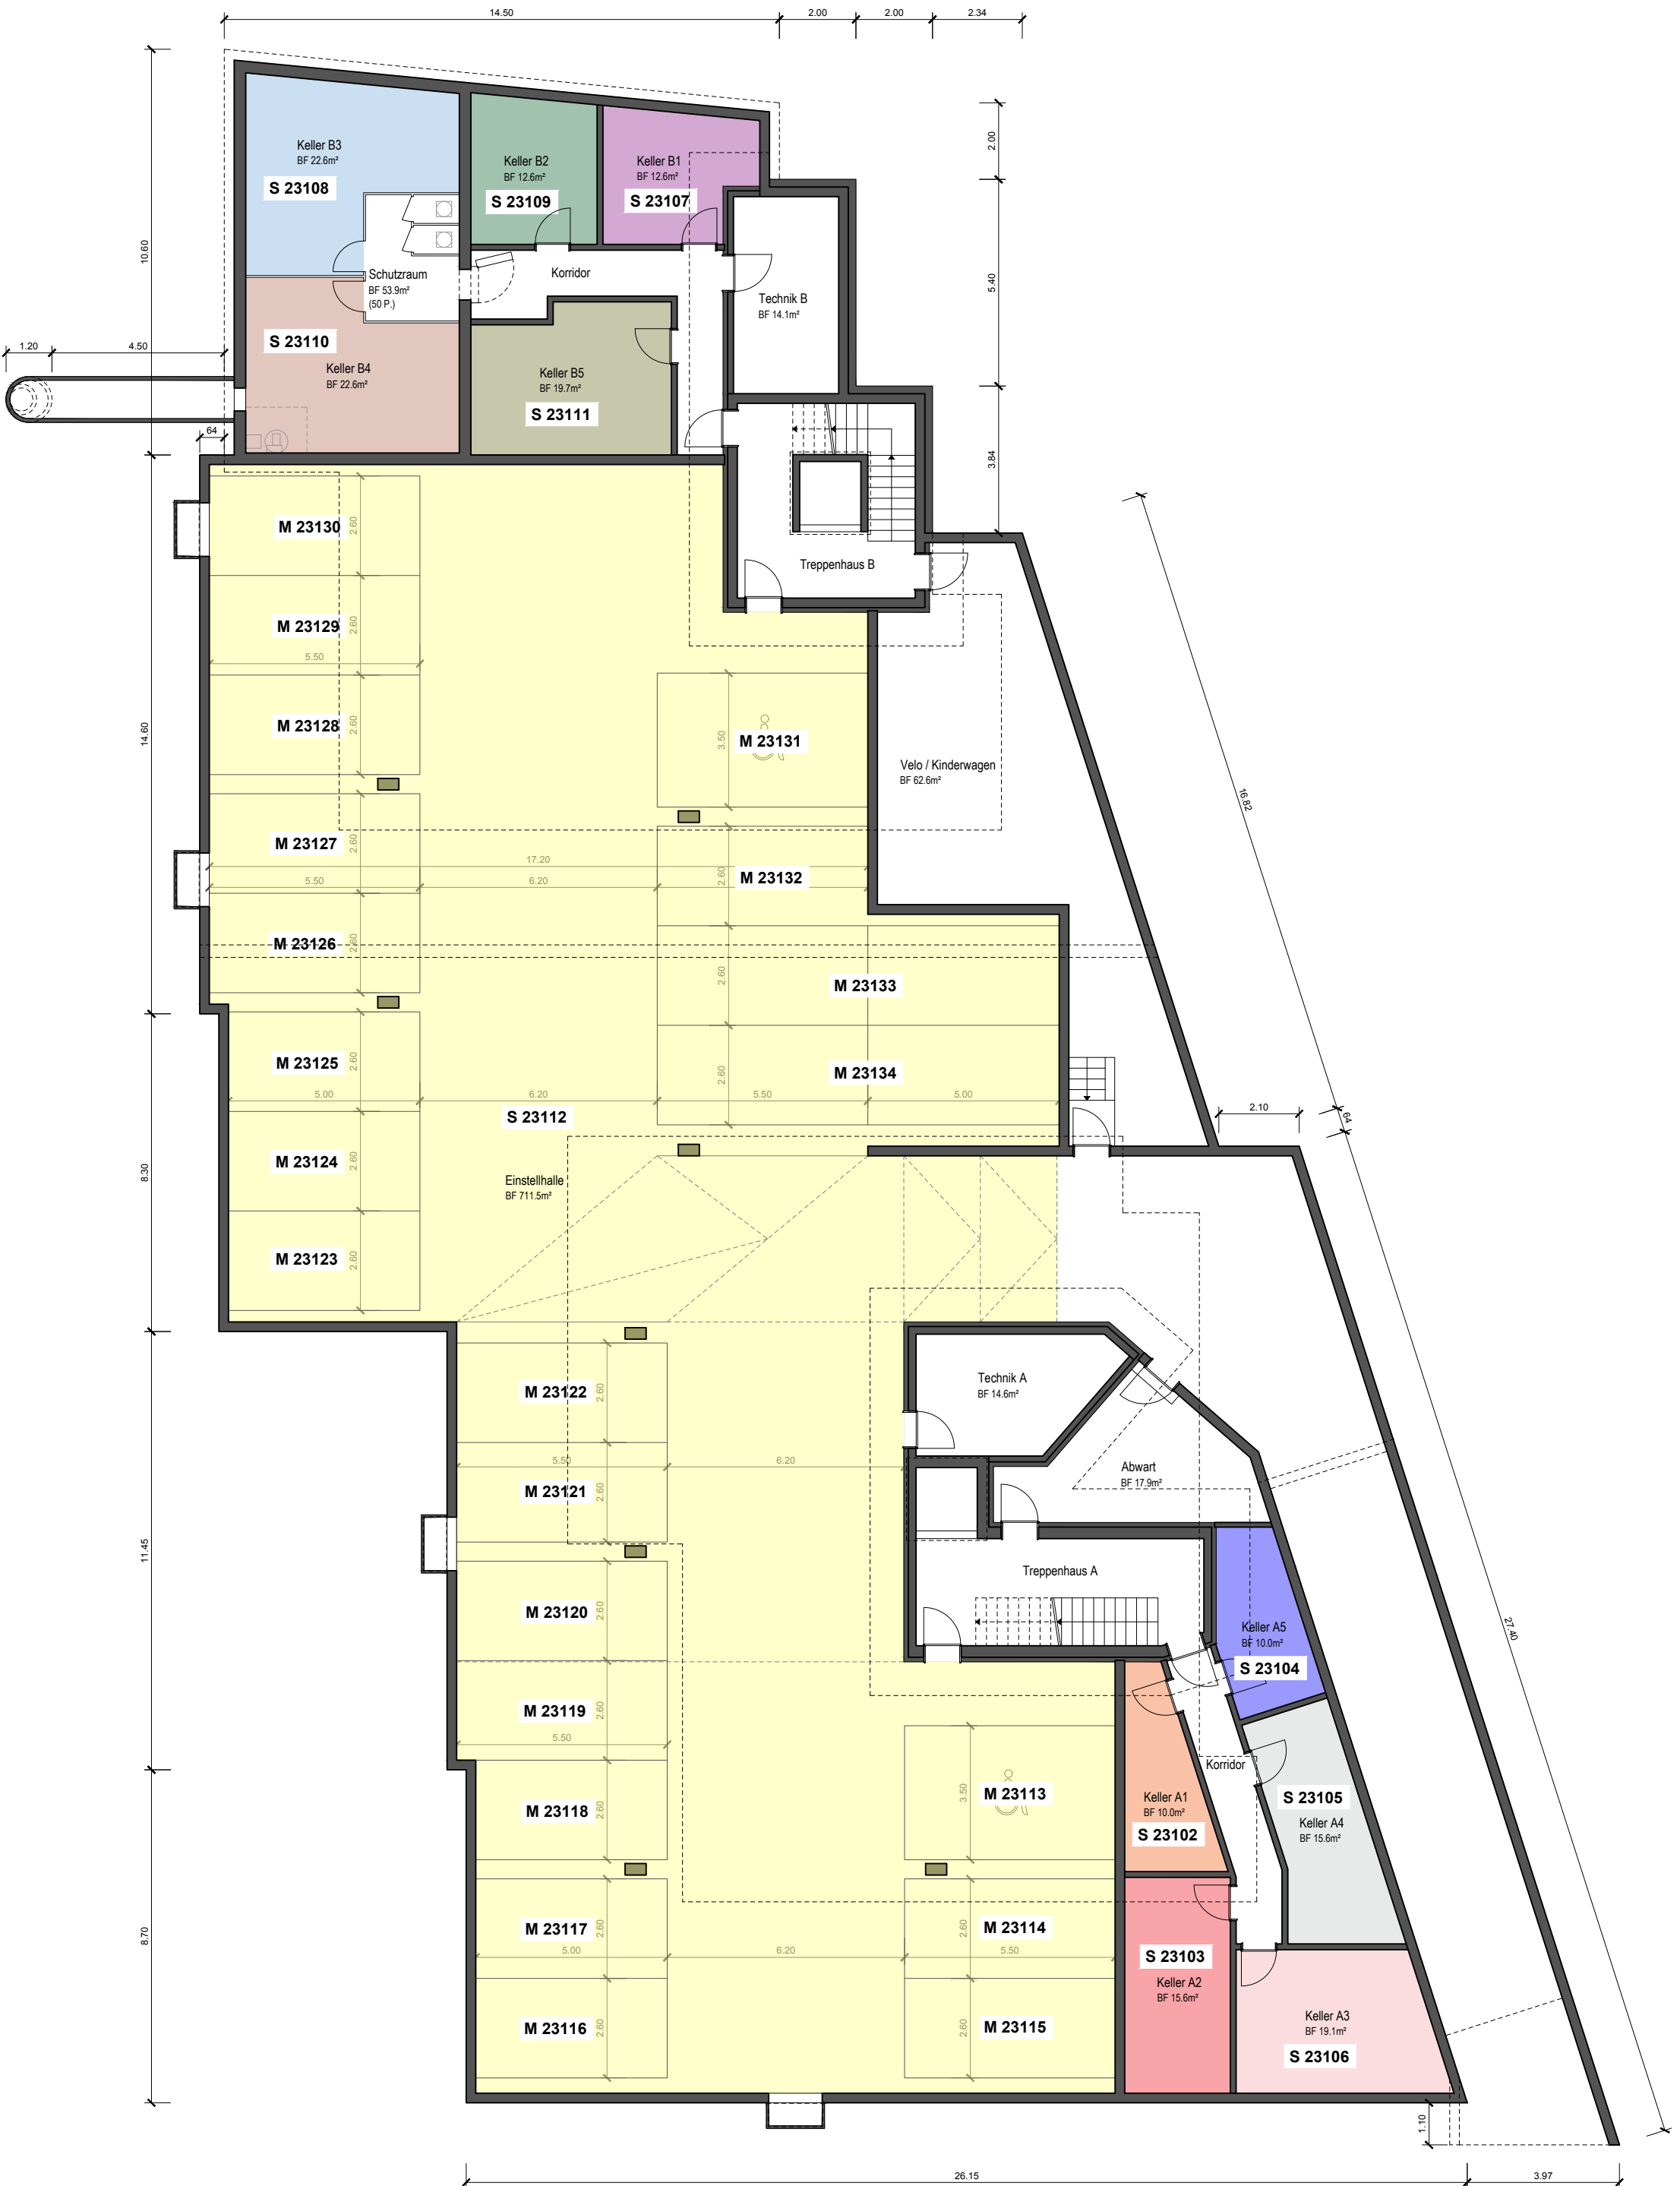 14.50
2.00
2.00
2.34
10.60
14.60
8.30
11.45
8.70
2.00
5.40
3.84
1.20
4.50
64
Keller B3
BF 22.6m²
S 23108
Keller B2
BF 12.6m²
S 23109
Keller B1
BF 12.6m²
S 23107
Schutzraum
BF 53.9m²
(50 P.)
Korridor
Technik B
BF 14.1m²
S 23110
Keller B4
BF 22.6m²
Keller B5
BF 19.7m²
S 23111
Treppenhaus B
M 23130
2.60
M 23129
2.60
5.50
M 23128
2.60
M 23131
3.50
Velo / Kinderwagen
BF 62.6m²
16.82
M 23127
2.60
17.20
5.50
6.20
M 23132
2.60
M 23126
2.60
M 23133
2.60
M 23125
2.60
M 23134
2.60
5.00
6.20
5.50
5.00
S 23112
2.10
64
M 23124
2.60
Einstellhalle
BF 711.5m²
M 23123
2.60
M 23122
2.60
Technik A
BF 14.6m²
5.50
6.20
M 23121
2.60
Abwart
BF 17.9m²
Treppenhaus A
M 23120
2.60
Keller A5
BF 10.0m²
S 23104
27.40
M 23119
2.60
5.50
Korridor
M 23118
2.60
M 23113
3.50
Keller A1
BF 10.0m²
S 23102
S 23105
Keller A4
BF 15.6m²
M 23117
2.60
M 23114
2.60
5.00
6.20
5.50
S 23103
Keller A2
BF 15.6m²
M 23116
2.60
M 23115
2.60
Keller A3
BF 19.1m²
S 23106
1.10
26.15
3.97